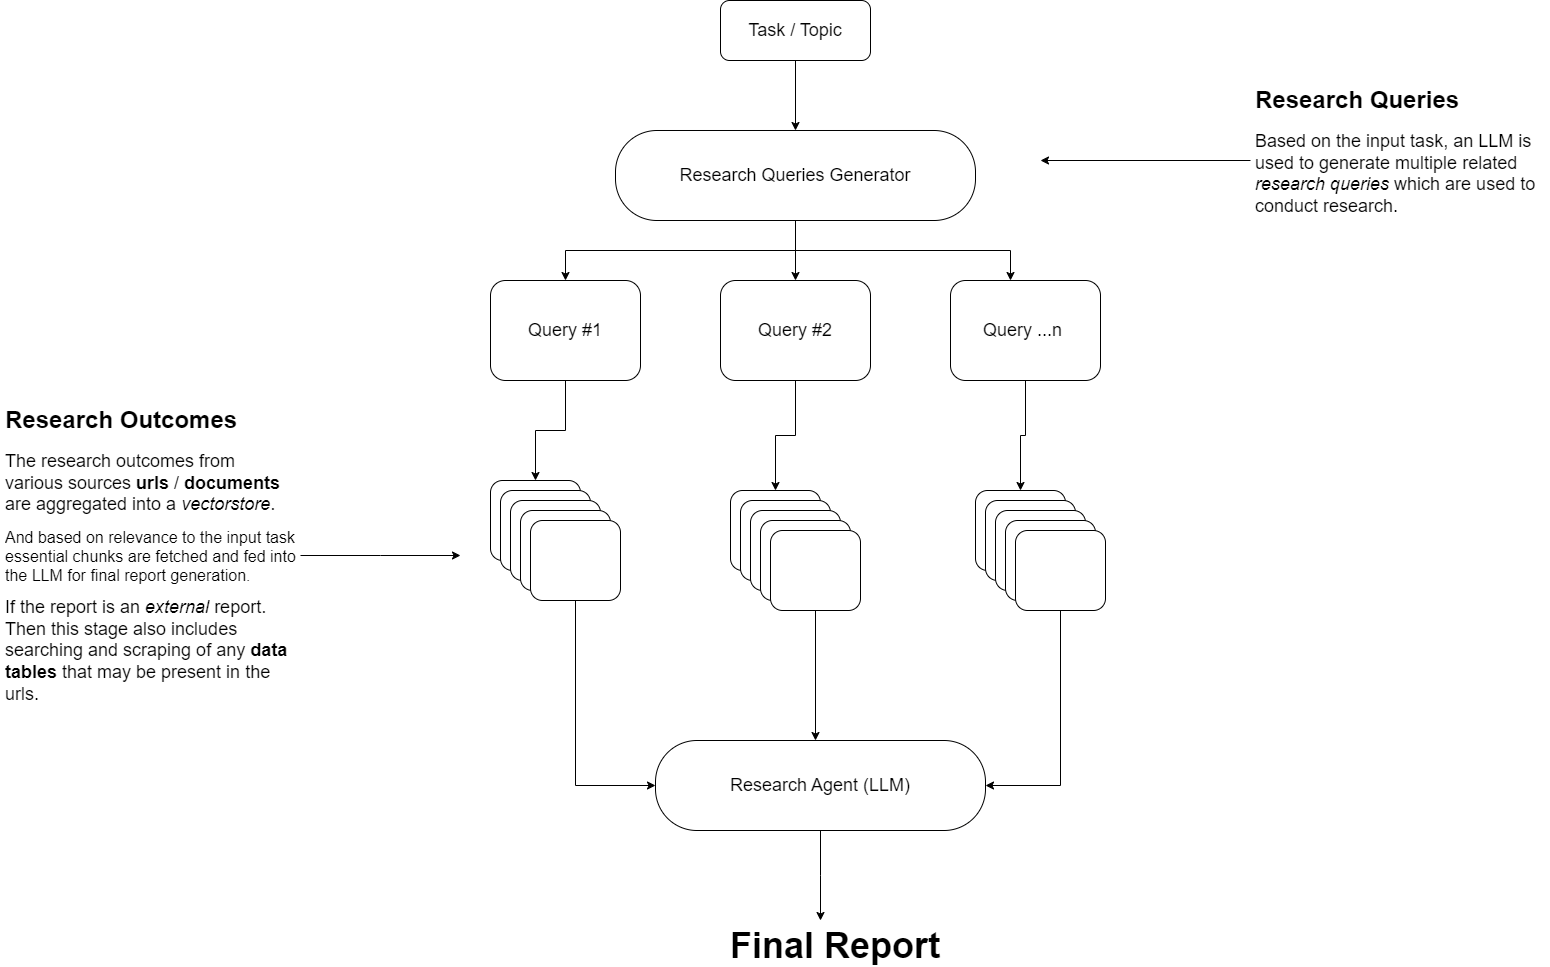 Task / Topic
Research Queries
Based on the input task, an LLM is
used to generate multiple related
research queries which are used to
conduct research.
Research Queries Generator
Query #1
Query #2
Query ...n
Research Outcomes
The research outcomes from
various sources urls / documents
are aggregated into a vectorstore.
And based on relevance to the input task
essential chunks are fetched and fed into
the LLM for final report generation.
If the report is an external report.
Then this stage also includes
searching and scraping of any data
tables that may be present in the
urls.
Research Agent (LLM)
Final Report